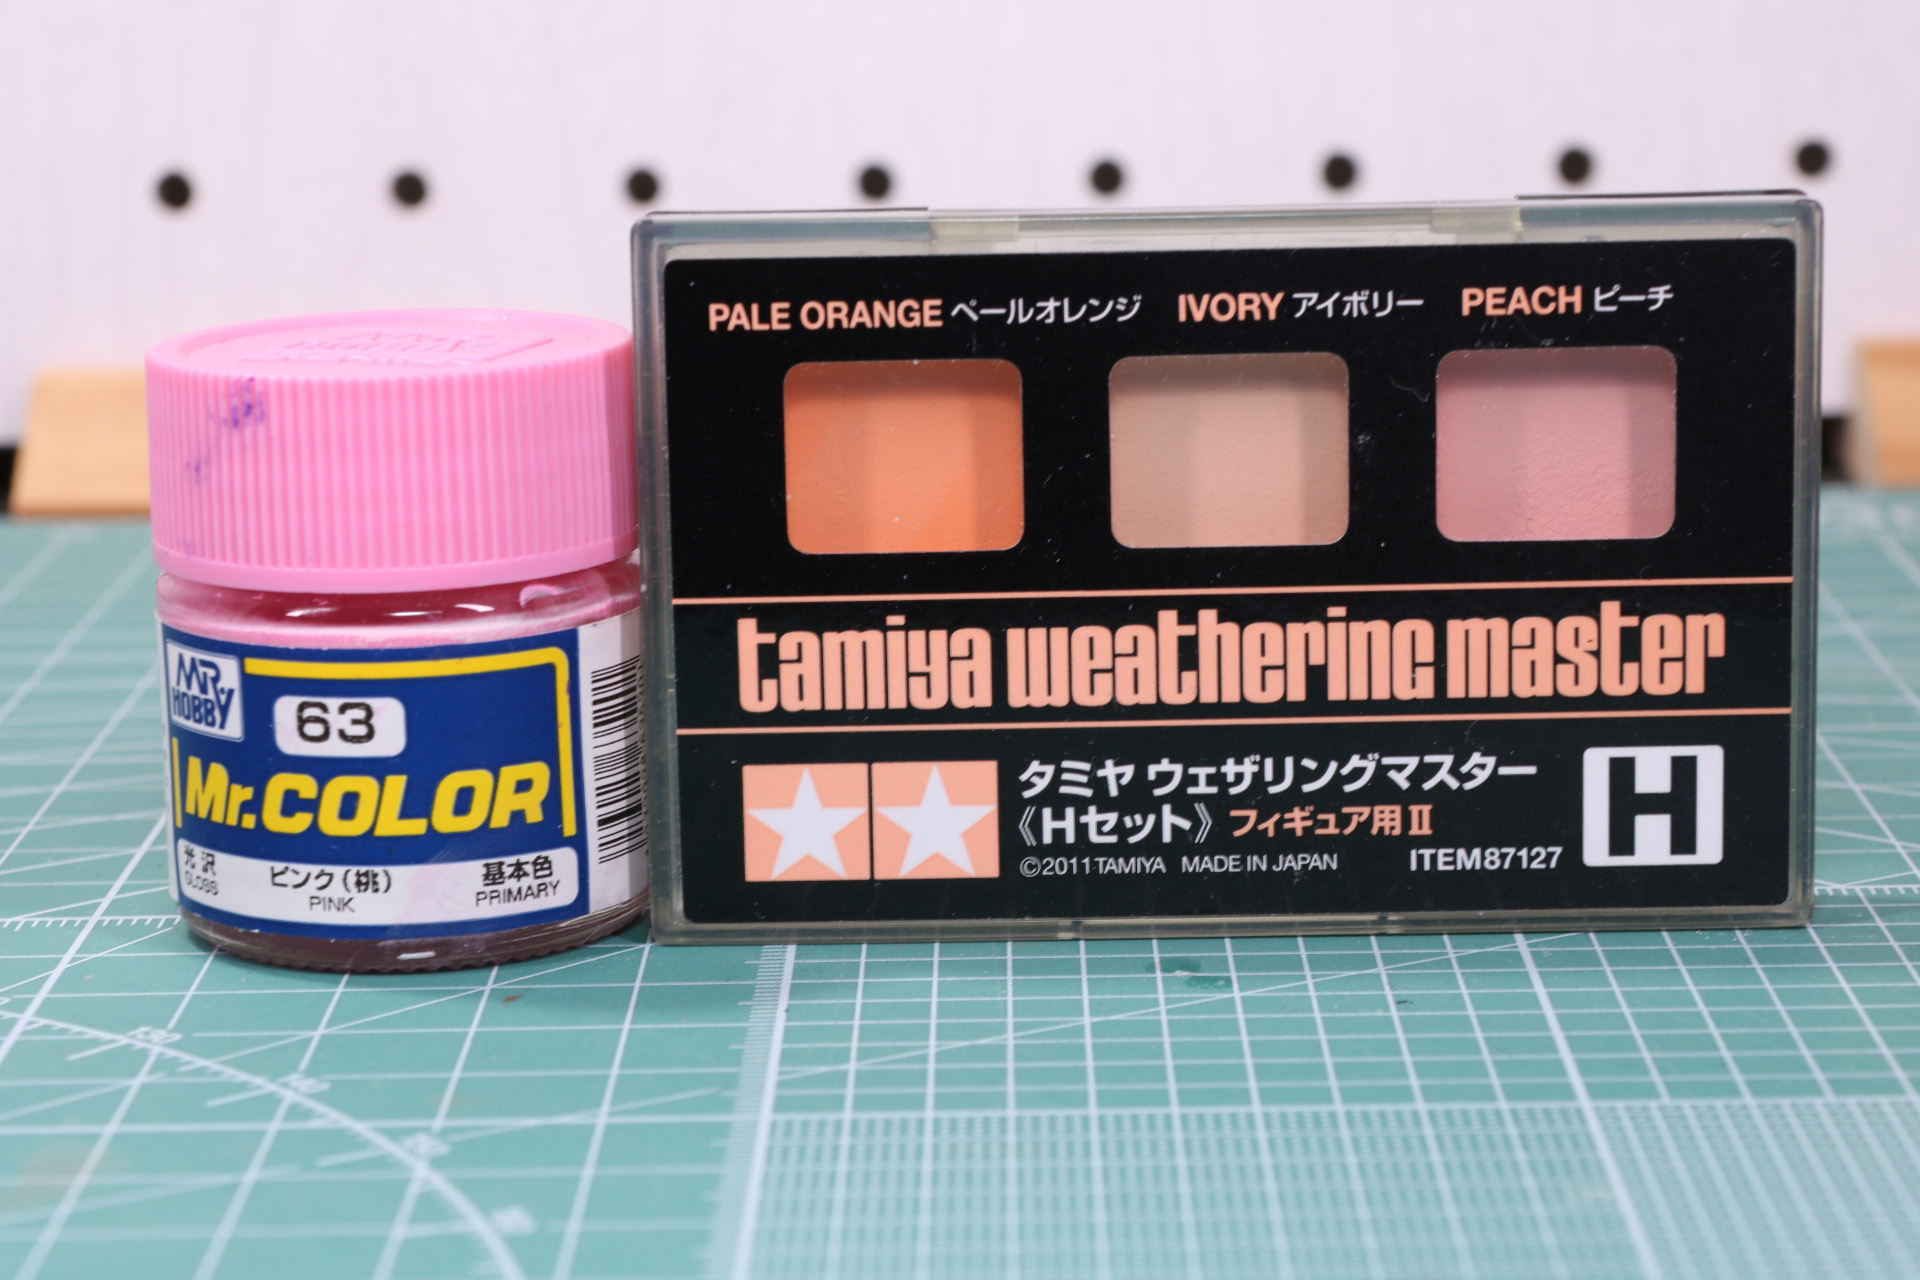 MR.
HOBBY
63
Mr.COLOR
光沢
GLOSS
ピンク(桃)
PINK
基本色
PRIMARY
PALE ORANGE ペールオレンジ
IVORY アイボリー
PEACH ピーチ
tamiya weathering master
タミヤ ウェザリングマスター
《Hセット》フィギュア用Ⅱ
©2011 TAMIYA MADE IN JAPAN
ITEM87127
H